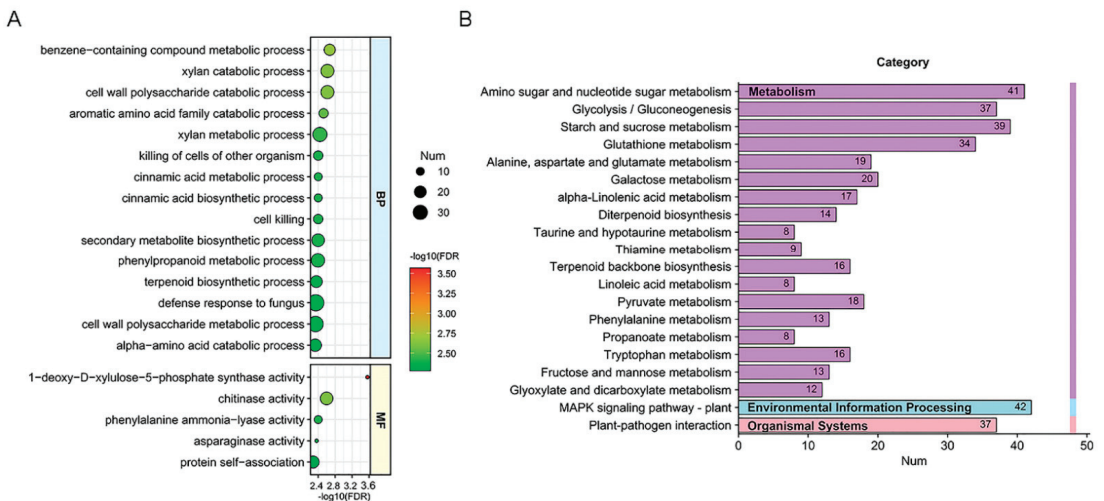 A
benzene-containing compound metabolic process
xylan catabolic process
cell wall polysaccharide catabolic process
aromatic amino acid family catabolic process
xylan metabolic process
killing of cells of other organism
cinnamic acid metabolic process
cinnamic acid biosynthetic process
cell killing
secondary metabolite biosynthetic process
phenylpropanoid metabolic process
terpenoid biosynthetic process
defense response to fungus
cell wall polysaccharide metabolic process
alpha-amino acid catabolic process
BP
1-deoxy-D-xylulose-5-phosphate synthase activity
chitinase activity
phenylalanine ammonia-lyase activity
asparaginase activity
protein self-association
MF
2.4 2.8 3.2 3.6
-log10(FDR)
Num
10
20
30
-log10(FDR
3.50
3.25
3.00
2.75
2.50
B
Category
Amino sugar and nucleotide sugar metabolism Metabolism 41
Glycolysis / Gluconeogenesis 37
Starch and sucrose metabolism 39
Glutathione metabolism 34
Alanine, aspartate and glutamate metabolism 19
Galactose metabolism 20
alpha-Linolenic acid metabolism 17
Diterpenoid biosynthesis 14
Taurine and hypotaurine metabolism 8
Thiamine metabolism 9
Terpenoid backbone biosynthesis 16
Linoleic acid metabolism 8
Pyruvate metabolism 18
Phenylalanine metabolism 13
Propanoate metabolism 8
Tryptophan metabolism 16
Fructose and mannose metabolism 13
Glyoxylate and dicarboxylate metabolism 12
MAPK signaling pathway - plant Environmental Information Processing 42
Plant-pathogen interaction Organismal Systems 37
0 10 20 30 40 50
Num